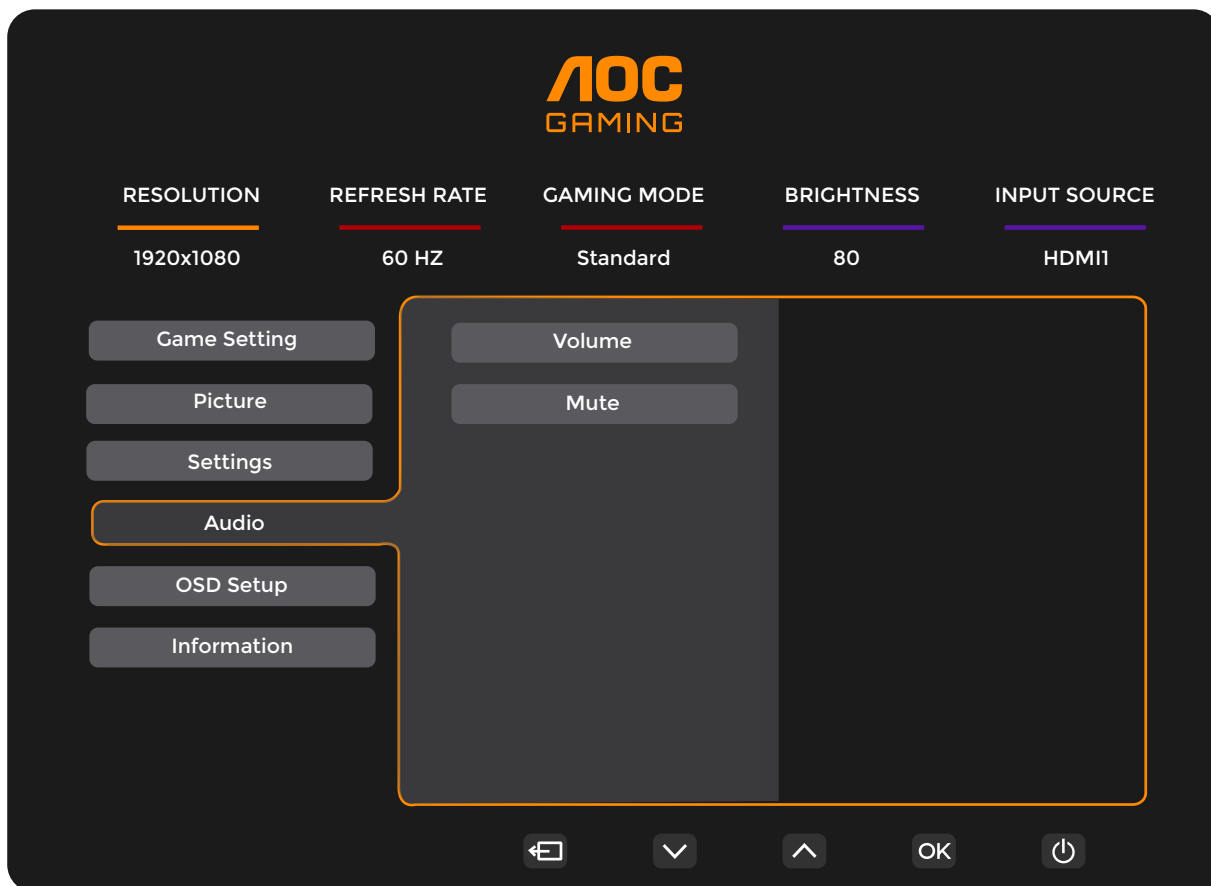 AOC
GAMING
RESOLUTION REFRESH RATE GAMING MODE BRIGHTNESS INPUT SOURCE
1920x1080 60 HZ Standard 80 HDMI1
Game Setting Volume
Picture Mute
Settings
Audio
OSD Setup
Information
OK